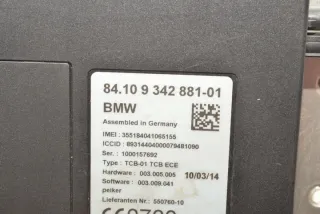 84.10 9 342 881-01
BMW
Assembled in Germany
IMEI : 355184041065155
ICCID : 89314404000079481090
Sec. : 1000157692
Type : TCB-01 TCB ECE
Hardware : 003.005.005 10/03/14
Software : 003.009.041
peiker
Lieferanten Nr.: 550760-10